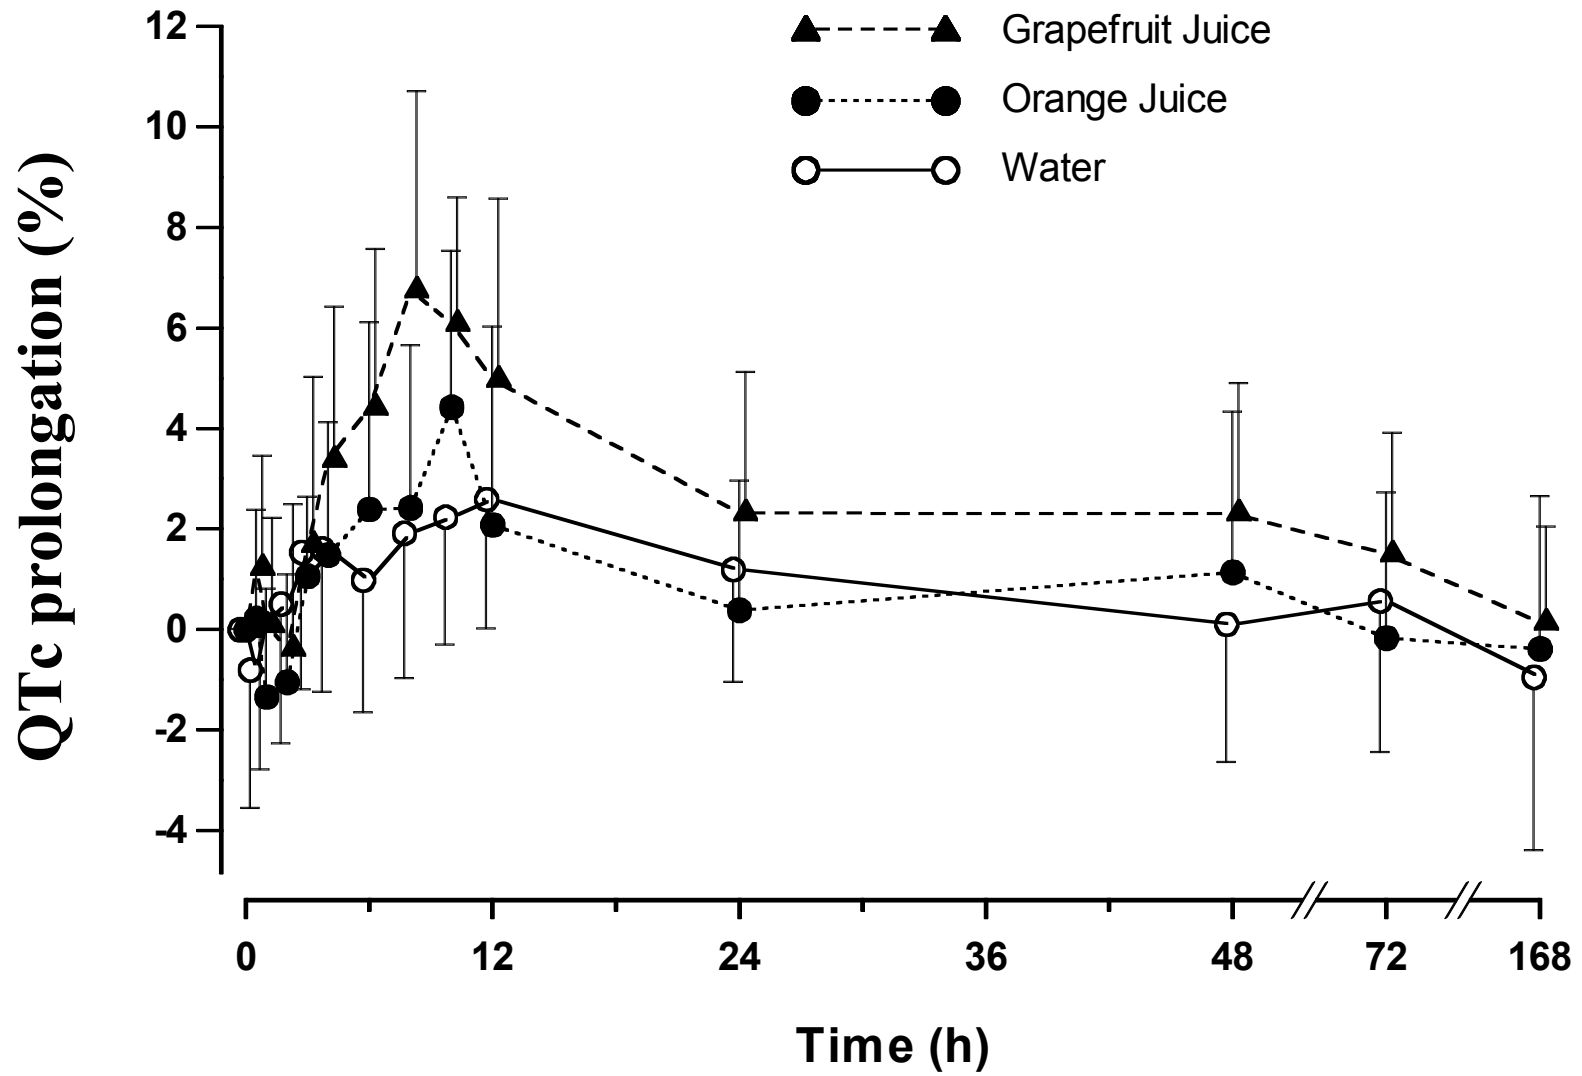 Grapefruit Juice
Orange Juice
Water
QTc prolongation (%)
12
10
8
6
4
2
0
-2
-4
0 12 24 36 48 72 168
Time (h)